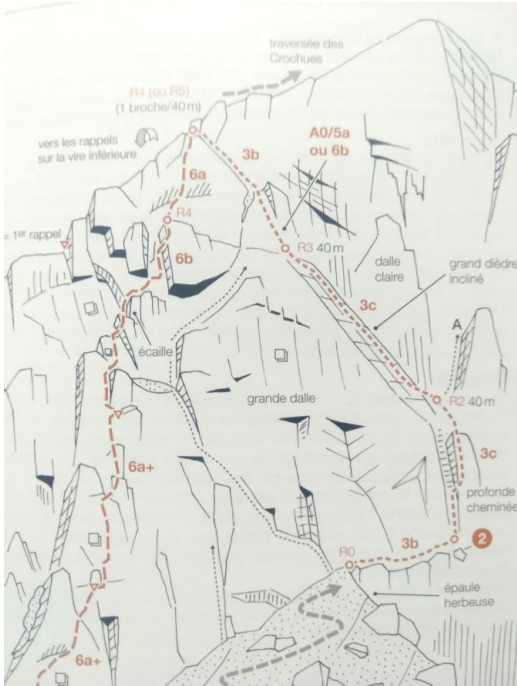 traversée des
Crochues
R4 (ou R5)
(1 broche/40 m)
vers les rappels
sur la vire inférieure
3b
A0/5a
ou 6b
6a
R4
= 1er rappel
6b
R3 40 m
dalle
claire
grand dièdre
incliné
3c
A
écaille
grande dalle
R2 40 m
3c
6a+
profonde
cheminée
3b
2
R0
épaule
herbeuse
6a+